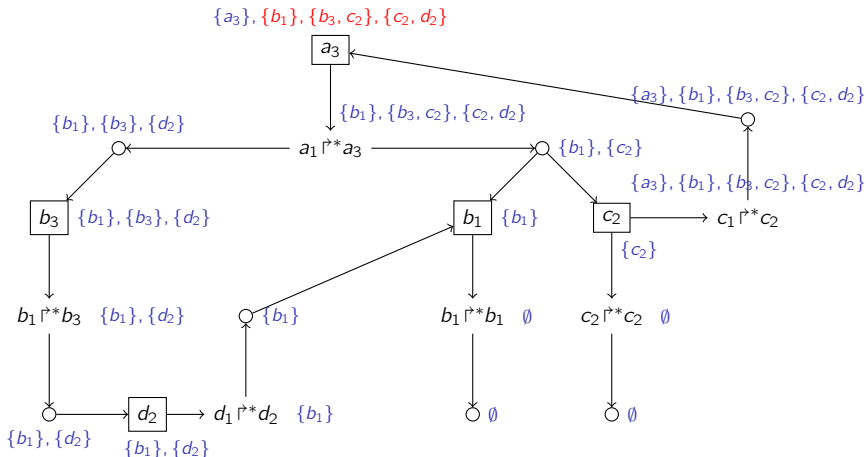 {a₃}, {b₁}, {b₃, c₂}, {c₂, d₂}
a₃
{a₃}, {b₁}, {b₃, c₂}, {c₂, d₂}
{b₁}, {b₃, c₂}, {c₂, d₂}
{b₁}, {b₃}, {d₂}
a₁ ↱* a₃
{b₁}, {c₂}
{a₃}, {b₁}, {b₃, c₂}, {c₂, d₂}
b₃ {b₁}, {b₃}, {d₂}
b₁ {b₁}
c₂
c₁ ↱* c₂
{c₂}
b₁ ↱* b₃ {b₁}, {d₂}
{b₁}
b₁ ↱* b₁ ∅
c₂ ↱* c₂ ∅
d₂
d₁ ↱* d₂ {b₁}
∅
∅
{b₁}, {d₂}
{b₁}, {d₂}